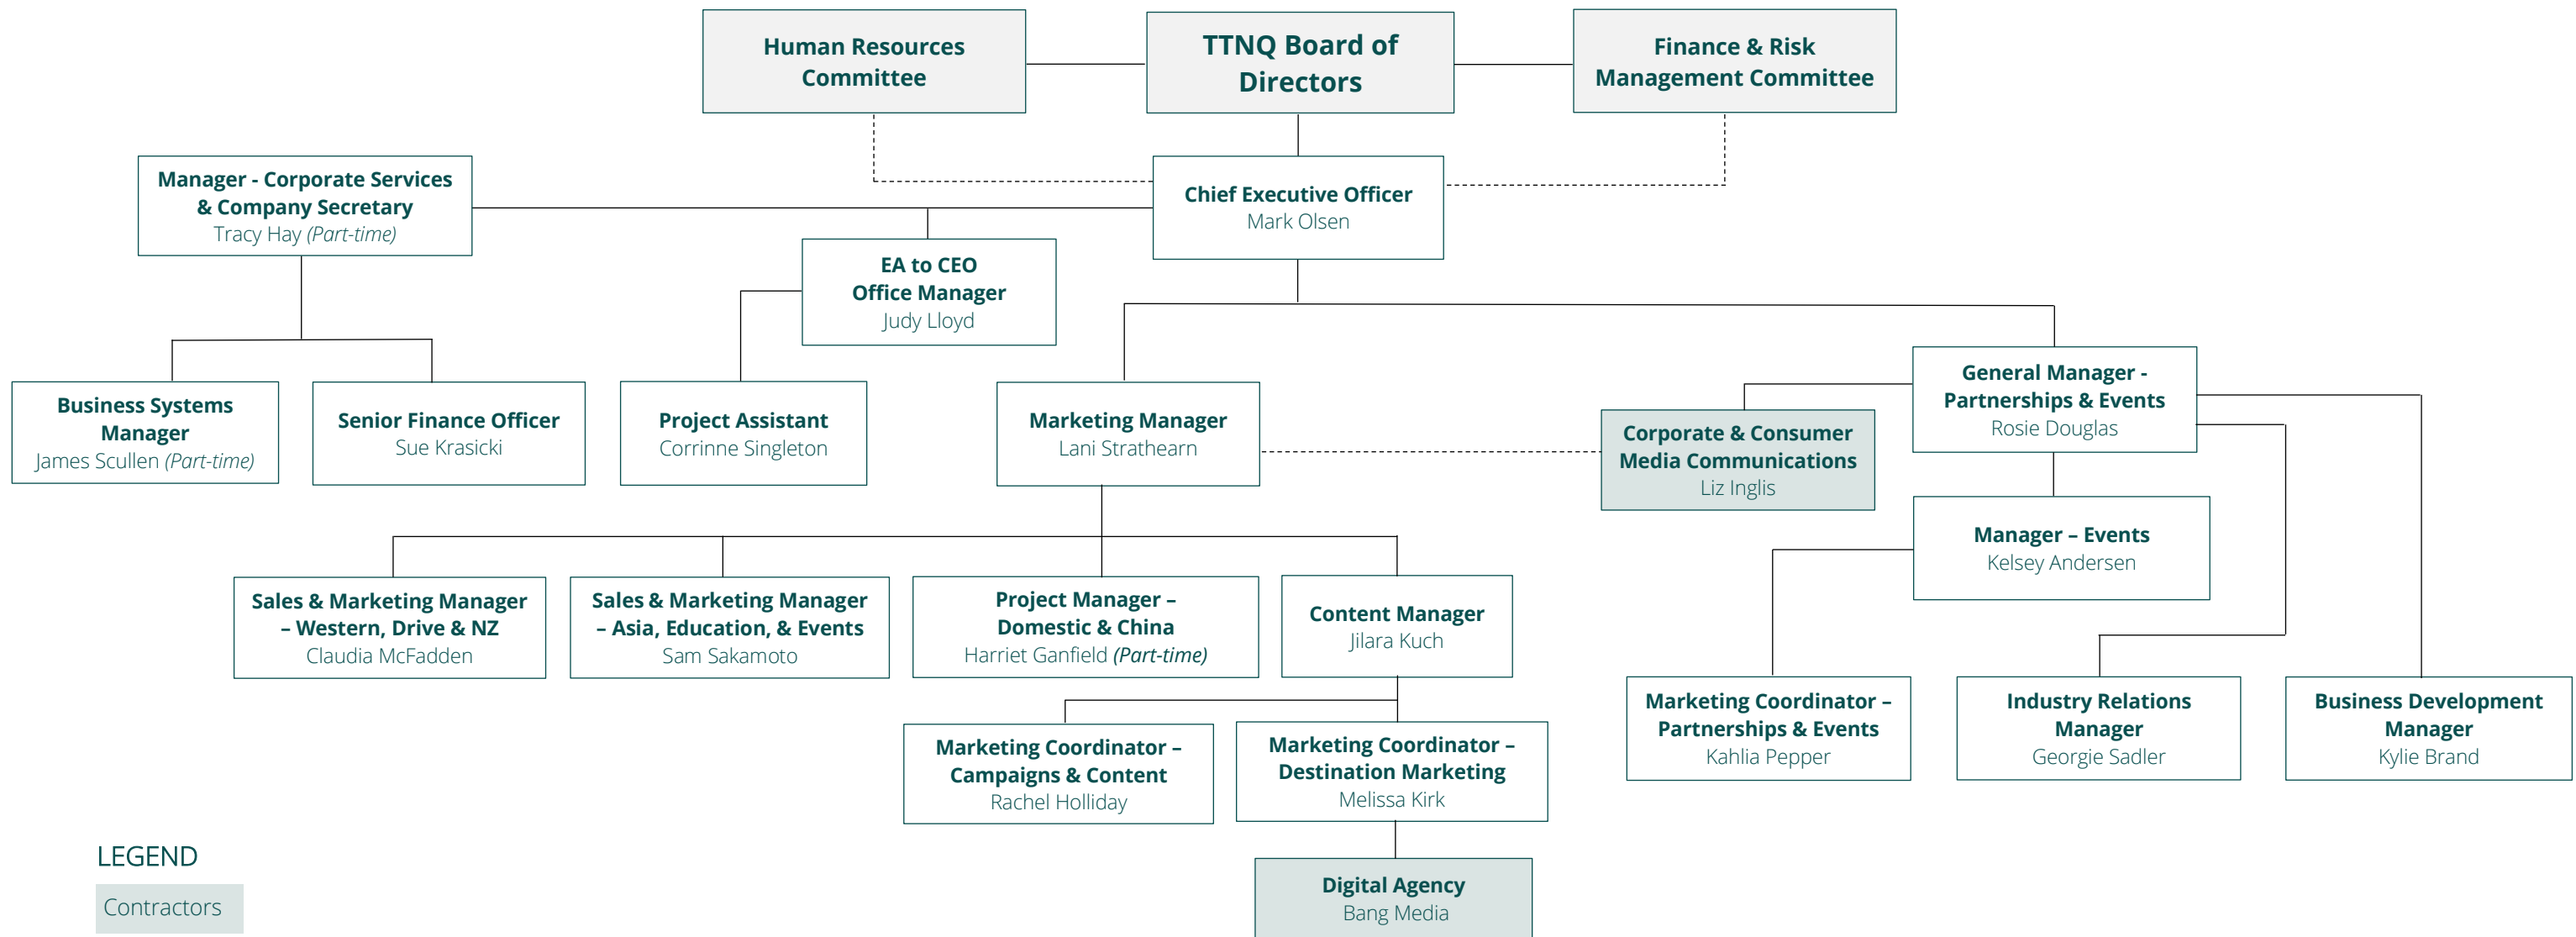 Human Resources
Committee
TTNQ Board of
Directors
Finance & Risk
Management Committee
Manager - Corporate Services
& Company Secretary
Tracy Hay (Part-time)
Chief Executive Officer
Mark Olsen
EA to CEO
Office Manager
Judy Lloyd
Business Systems
Manager
James Scullen (Part-time)
Senior Finance Officer
Sue Krasicki
Project Assistant
Corrinne Singleton
Marketing Manager
Lani Strathearn
Corporate & Consumer
Media Communications
Liz Inglis
General Manager -
Partnerships & Events
Rosie Douglas
Manager – Events
Kelsey Andersen
Sales & Marketing Manager
– Western, Drive & NZ
Claudia McFadden
Sales & Marketing Manager
– Asia, Education, & Events
Sam Sakamoto
Project Manager –
Domestic & China
Harriet Ganfield (Part-time)
Content Manager
Jilara Kuch
Marketing Coordinator –
Partnerships & Events
Kahlia Pepper
Industry Relations
Manager
Georgie Sadler
Business Development
Manager
Kylie Brand
Marketing Coordinator –
Campaigns & Content
Rachel Holliday
Marketing Coordinator –
Destination Marketing
Melissa Kirk
Digital Agency
Bang Media
LEGEND
Contractors